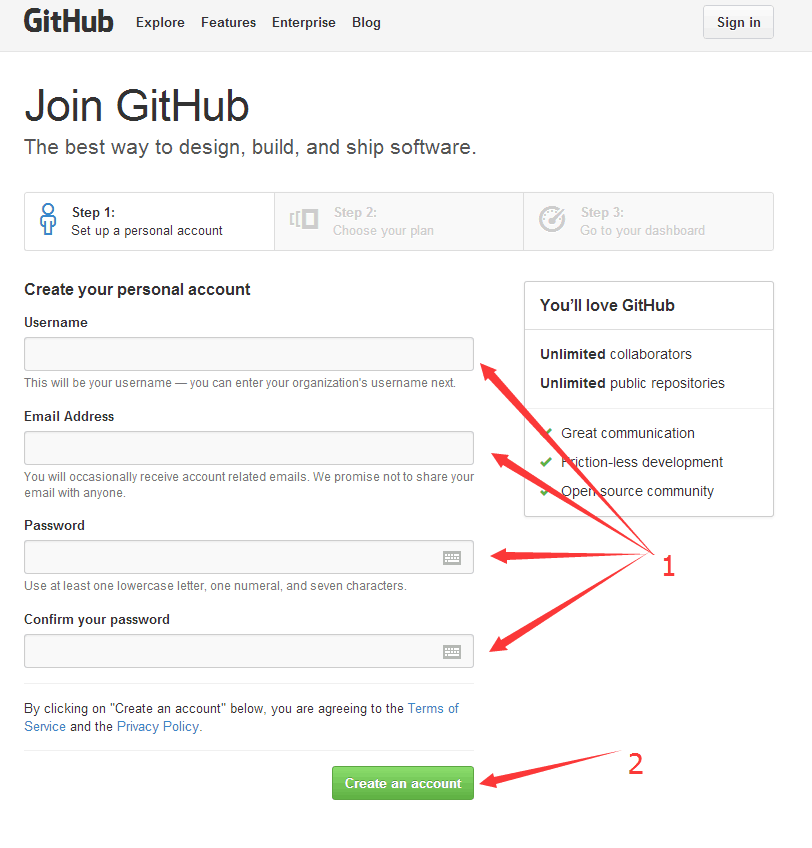 GitHub Explore Features Enterprise Blog Sign in
Join GitHub
The best way to design, build, and ship software.
Step 1:
Set up a personal account
Step 2:
Choose your plan
Step 3:
Go to your dashboard
Create your personal account
Username
This will be your username — you can enter your organization's username next.
Email Address
You will occasionally receive account related emails. We promise not to share your
email with anyone.
Password
Use at least one lowercase letter, one numeral, and seven characters.
Confirm your password
By clicking on "Create an account" below, you are agreeing to the Terms of
Service and the Privacy Policy.
Create an account
You'll love GitHub
Unlimited collaborators
Unlimited public repositories
Great communication
Friction-less development
Open source community
1
2